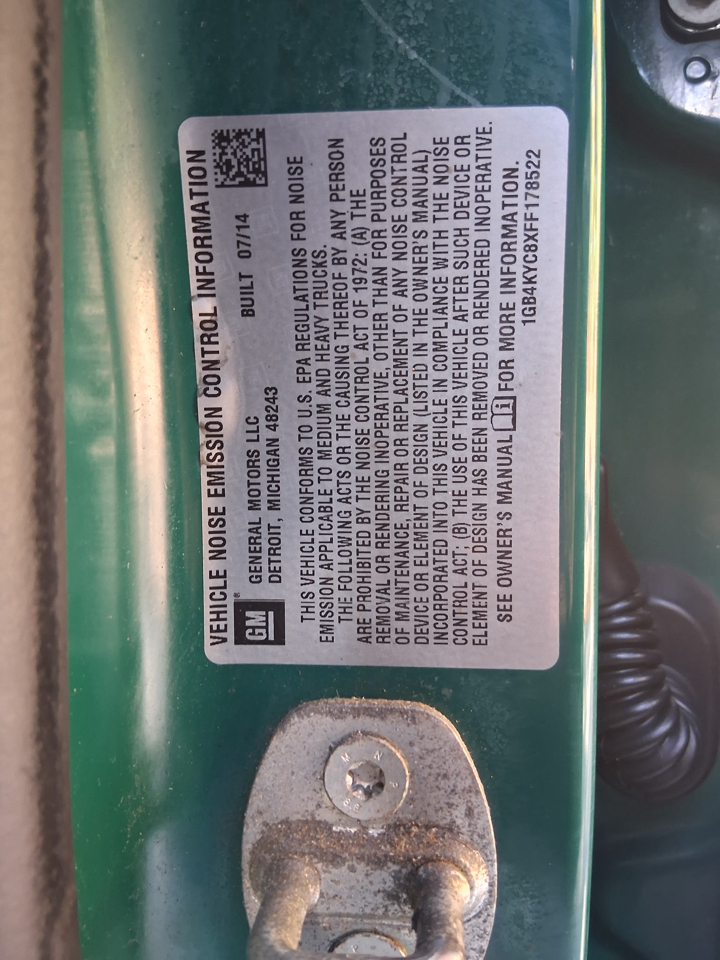 VEHICLE NOISE EMISSION CONTROL INFORMATION
GM®
GENERAL MOTORS LLC
DETROIT, MICHIGAN 48243
BUILT 07/14
THIS VEHICLE CONFORMS TO U.S. EPA REGULATIONS FOR NOISE
EMISSION APPLICABLE TO MEDIUM AND HEAVY TRUCKS.
THE FOLLOWING ACTS OR THE CAUSING THEREOF BY ANY PERSON
ARE PROHIBITED BY THE NOISE CONTROL ACT OF 1972: (A) THE
REMOVAL OR RENDERING INOPERATIVE, OTHER THAN FOR PURPOSES
OF MAINTENANCE, REPAIR OR REPLACEMENT OF ANY NOISE CONTROL
DEVICE OR ELEMENT OF DESIGN (LISTED IN THE OWNER'S MANUAL)
INCORPORATED INTO THIS VEHICLE IN COMPLIANCE WITH THE NOISE
CONTROL ACT; (B) THE USE OF THIS VEHICLE AFTER SUCH DEVICE OR
ELEMENT OF DESIGN HAS BEEN REMOVED OR RENDERED INOPERATIVE.
SEE OWNER'S MANUAL i FOR MORE INFORMATION.
1GB4KYC8XFF178522